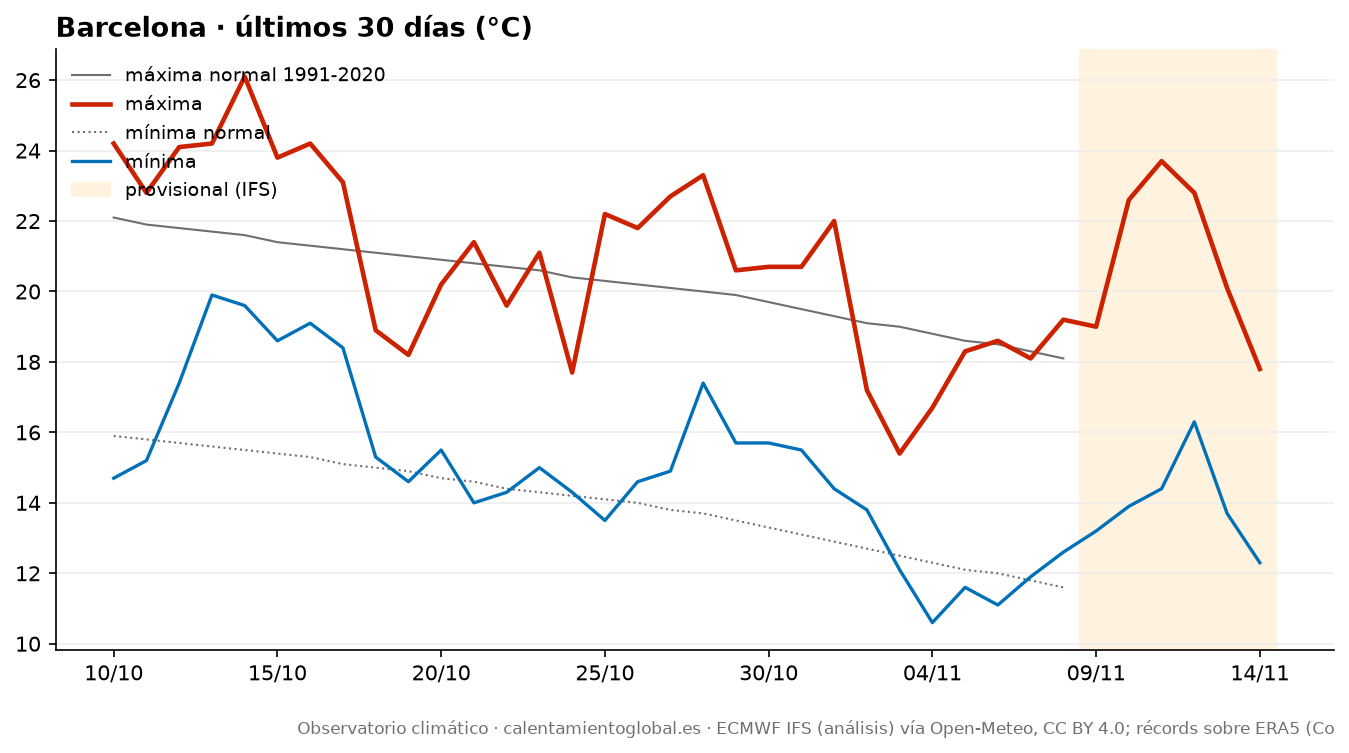 Barcelona · últimos 30 días (°C)
máxima normal 1991-2020
máxima
mínima normal
mínima
provisional (IFS)
26
24
22
20
18
16
14
12
10
10/10 15/10 20/10 25/10 30/10 04/11 09/11 14/11
Observatorio climático · calentamientoglobal.es · ECMWF IFS (análisis) vía Open-Meteo, CC BY 4.0; récords sobre ERA5 (Co